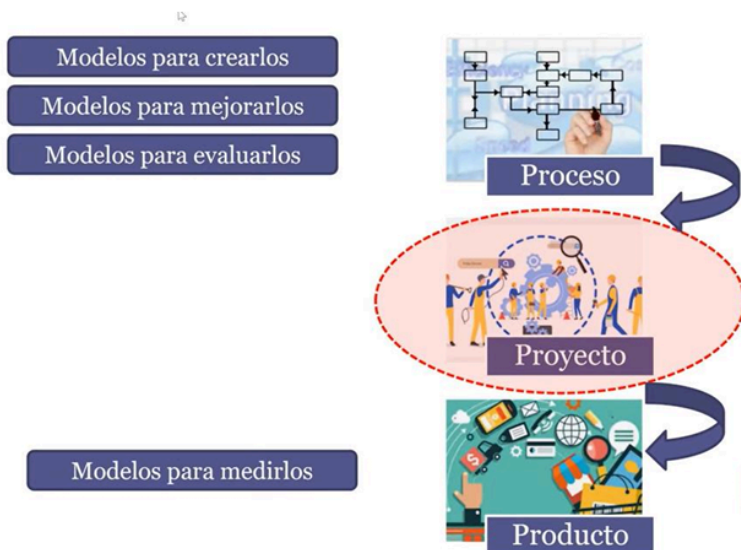 Modelos para crearlos
Modelos para mejorarlos
Modelos para evaluarlos
Proceso
Proyecto
Modelos para medirlos
Producto